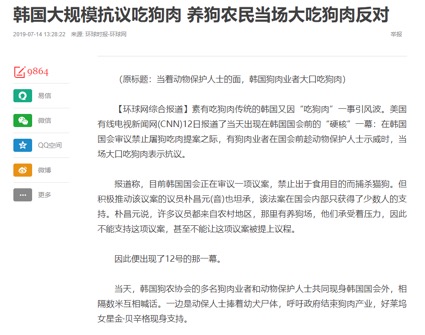 韩国大规模抗议吃狗肉 养狗农民当场大吃狗肉反对
2019-07-14 13:28:22 来源: 环球时报-环球网 举报
9864
易信
微信
QQ空间
微博
更多
（原标题：当着动物保护人士的面，韩国狗肉业者大口吃狗肉）
【环球网综合报道】素有吃狗肉传统的韩国又因“吃狗肉”一事引风波。美国
有线电视新闻网(CNN)12日报道了当天出现在韩国国会前的“硬核”一幕：在韩国
国会审议禁止屠狗吃肉提案之际，有狗肉业者在国会前趁动物保护人士示威时，当
场大口吃狗肉表示抗议。
报道称，目前韩国国会正在审议一项议案，禁止出于食用目的而捕杀猫狗。但
积极推动该议案的议员朴昌元(音)也坦承，该法案在国会内部只获得了少数人的支
持。朴昌元说，许多议员都来自农村地区，那里有养狗场，他们承受着压力，因此不
能支持这项议案，甚至不能让这项议案被提上议程。
因此便出现了12号的那一幕。
当天，韩国狗农协会的多名狗肉业者和动物保护人士共同现身韩国国会外，相
隔数米互相喊话。一边是动保人士捧着幼犬尸体，呼吁政府结束狗肉产业，好莱坞
女星金·贝辛格现身支持。